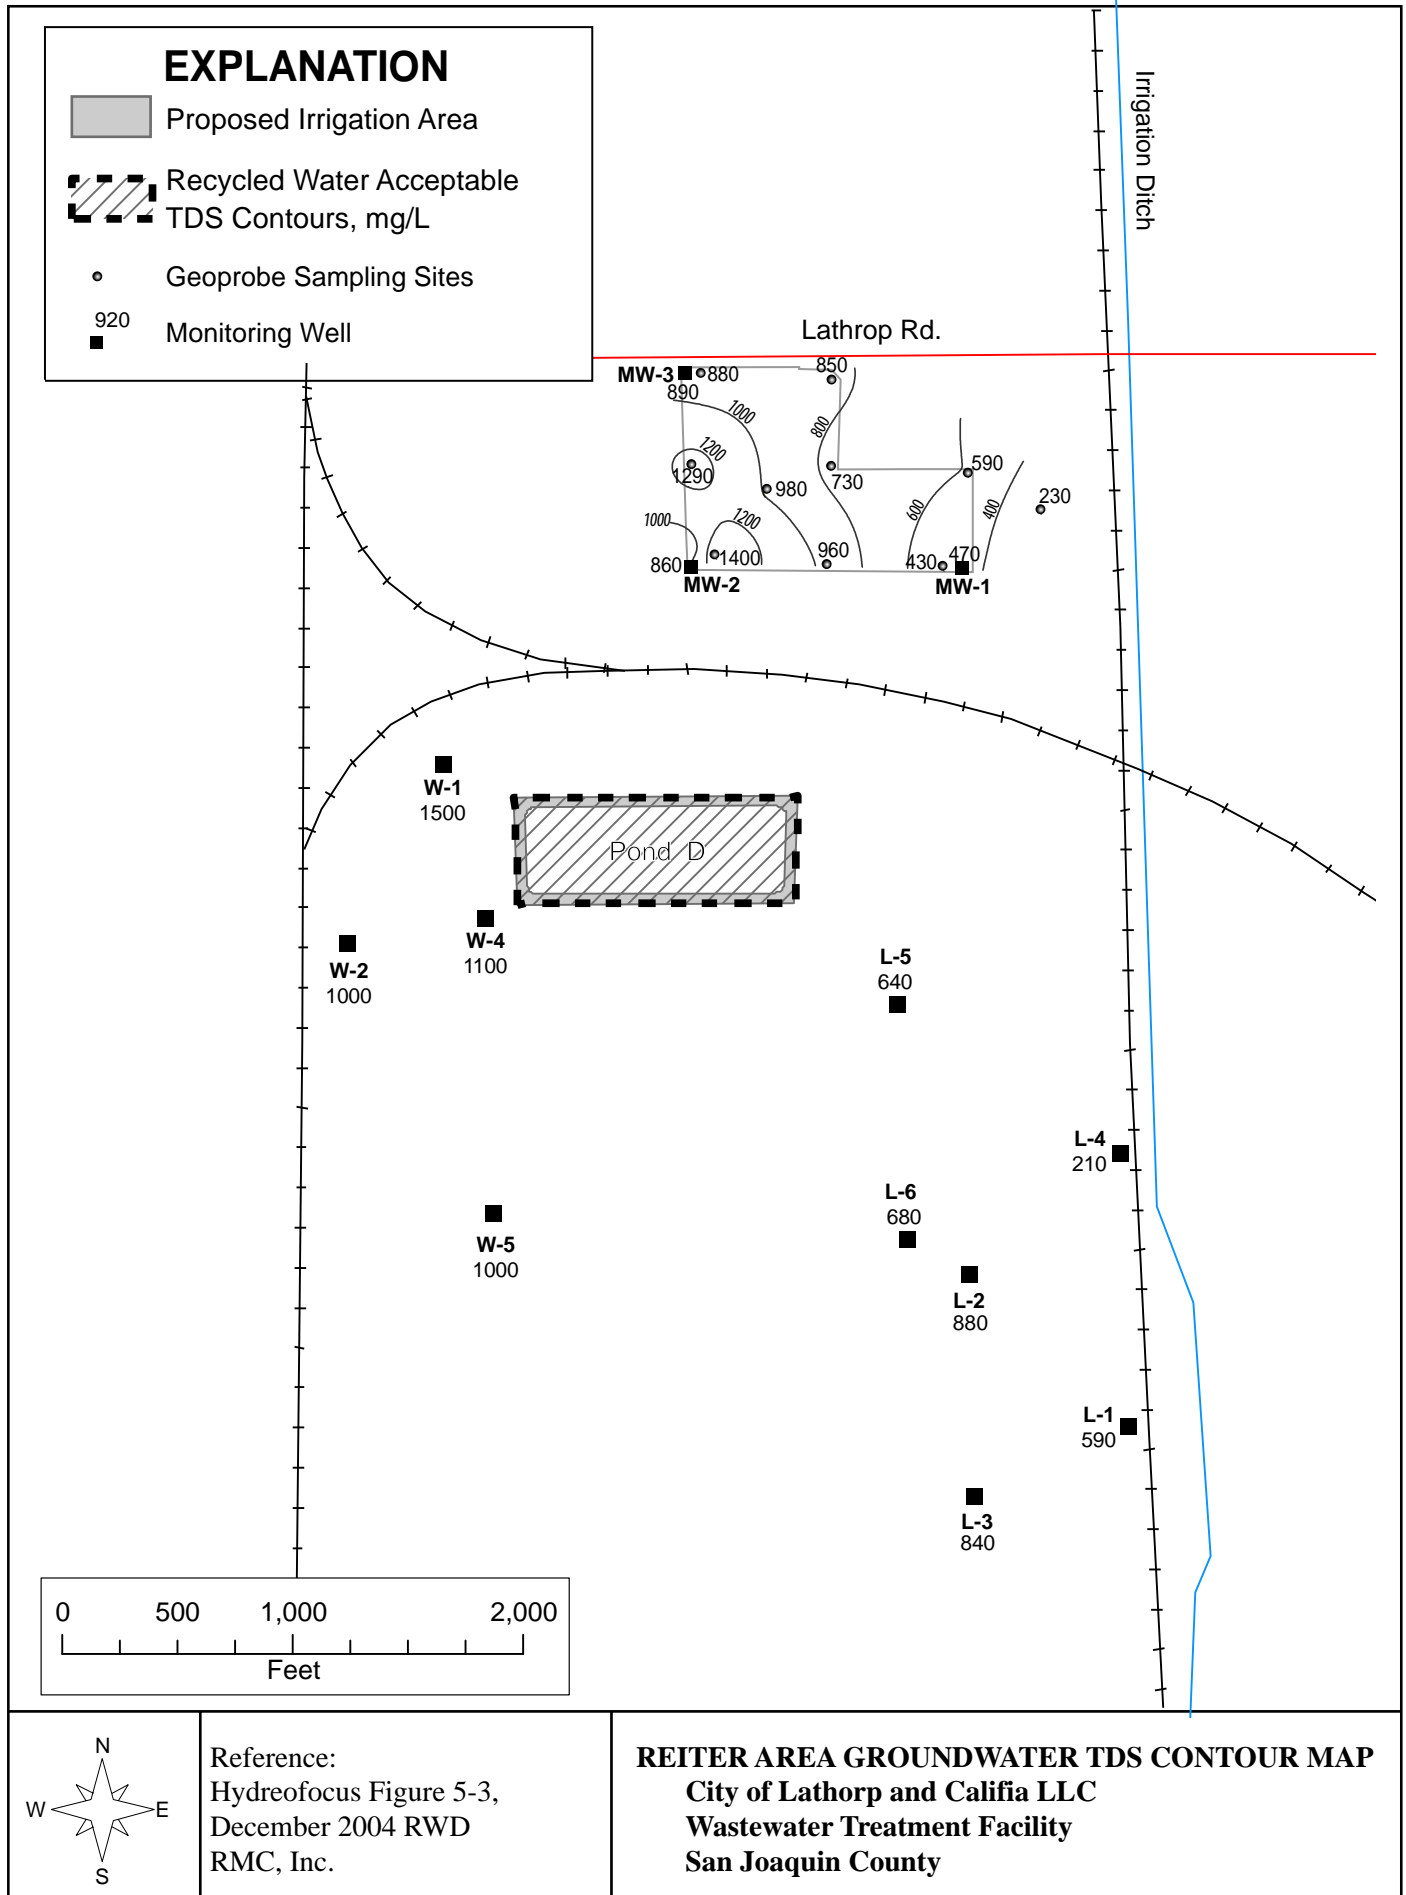 EXPLANATION
Proposed Irrigation Area
Recycled Water Acceptable
TDS Contours, mg/L
Geoprobe Sampling Sites
920
Monitoring Well
Irrigation Ditch
Lathrop Rd.
MW-3
880
850
890
1000
800
1200
1290
980
730
590
230
600
400
1000
1200
860
1400
960
430
470
MW-2
MW-1
W-1
1500
Pond D
W-4
1100
W-2
1000
L-5
640
L-4
210
L-6
680
W-5
1000
L-2
880
L-1
590
L-3
840
0 500 1,000 2,000
Feet
N
W E
S
Reference:
Hydreofocus Figure 5-3,
December 2004 RWD
RMC, Inc.
REITER AREA GROUNDWATER TDS CONTOUR MAP
City of Lathorp and Califia LLC
Wastewater Treatment Facility
San Joaquin County